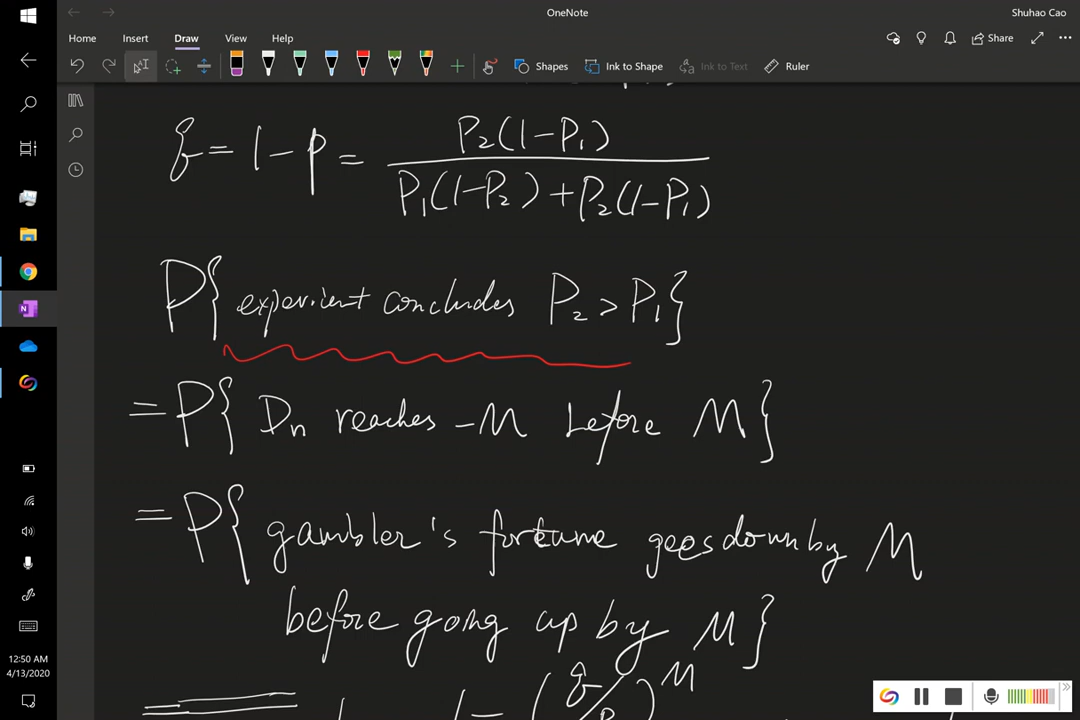 OneNote
Shuhao Cao
Home Insert Draw View Help
Share
Shapes Ink to Shape Ink to Text Ruler
q = 1 - p = P₂(1-P₁) / P₁(1-P₂) + P₂(1-P₁)
P{ experient concludes P₂ > P₁ }
= P{ Dn reaches -M before M }
= P{ gambler's fortune goes down by M
before going up by M }
1 - (q/p)^M
12:50 AM
4/13/2020